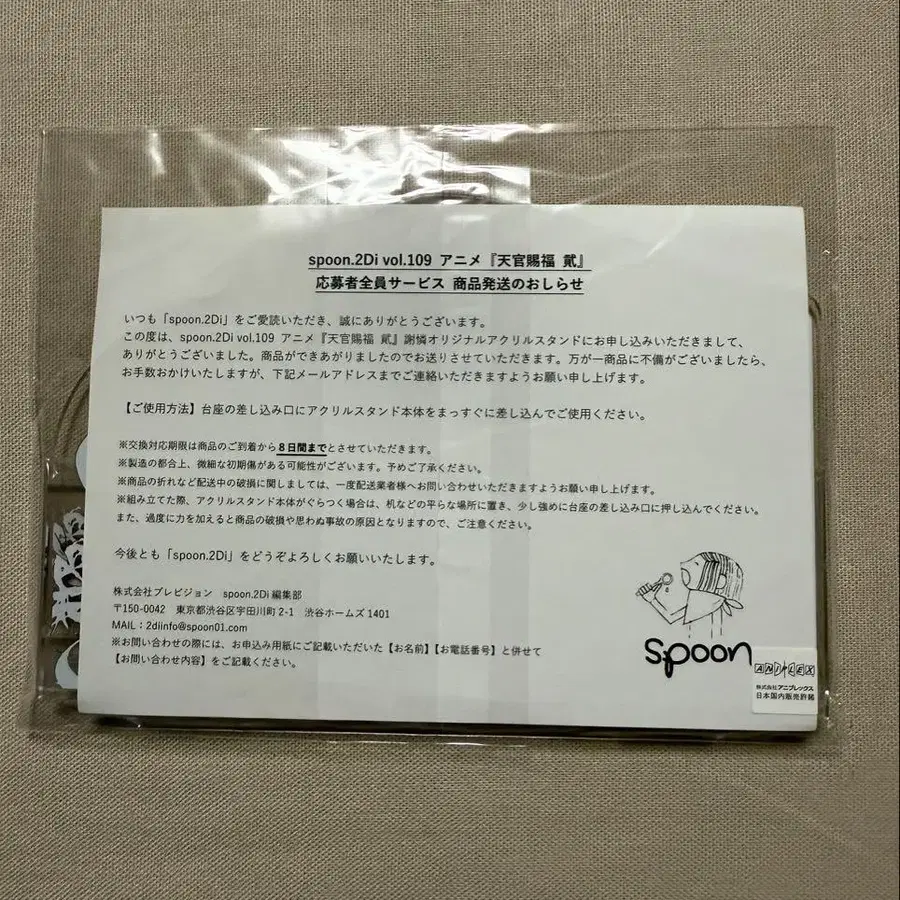 spoon.2Di vol.109 アニメ『天官賜福 貮』
応募者全員サービス 商品発送のおしらせ
いつも「spoon.2Di」をご愛読いただき、誠にありがとうございます。
この度は、spoon.2Di vol.109 アニメ『天官賜福 貮』謝憐オリジナルアクリルスタンドにお申し込みいただきまして、
ありがとうございました。商品ができあがりましたのでお送りさせていただきます。万が一商品に不備がございましたら、
お手数おかけいたしますが、下記メールアドレスまでご連絡いただきますようお願い申し上げます。
【ご使用方法】台座の差し込み口にアクリルスタンド本体をまっすぐに差し込んでご使用ください。
※交換対応期限は商品のご到着から8日間までとさせていただきます。
※製造の都合上、微細な初期傷がある可能性がございます。予めご了承ください。
※商品の折れなど配送中の破損に関しましては、一度配送業者様へお問い合わせいただきますようお願い申し上げます。
※組み立てた際、アクリルスタンド本体がぐらつく場合は、机などの平らな場所に置き、少し強めに台座の差し込み口に押し込んでください。
また、過度に力を加えると商品の破損や思わぬ事故の原因となりますので、ご注意ください。
今後とも「spoon.2Di」をどうぞよろしくお願いいたします。
株式会社プレビジョン spoon.2Di 編集部
〒150-0042 東京都渋谷区宇田川町 2-1 渋谷ホームズ 1401
MAIL：2diinfo@spoon01.com
※お問い合わせの際には、お申込み用紙にご記載いただいた【お名前】【お電話番号】と併せて
【お問い合わせ内容】をご記載ください。
spoon
ANIPLEX
株式会社アニプレックス
日本国内販売許諾